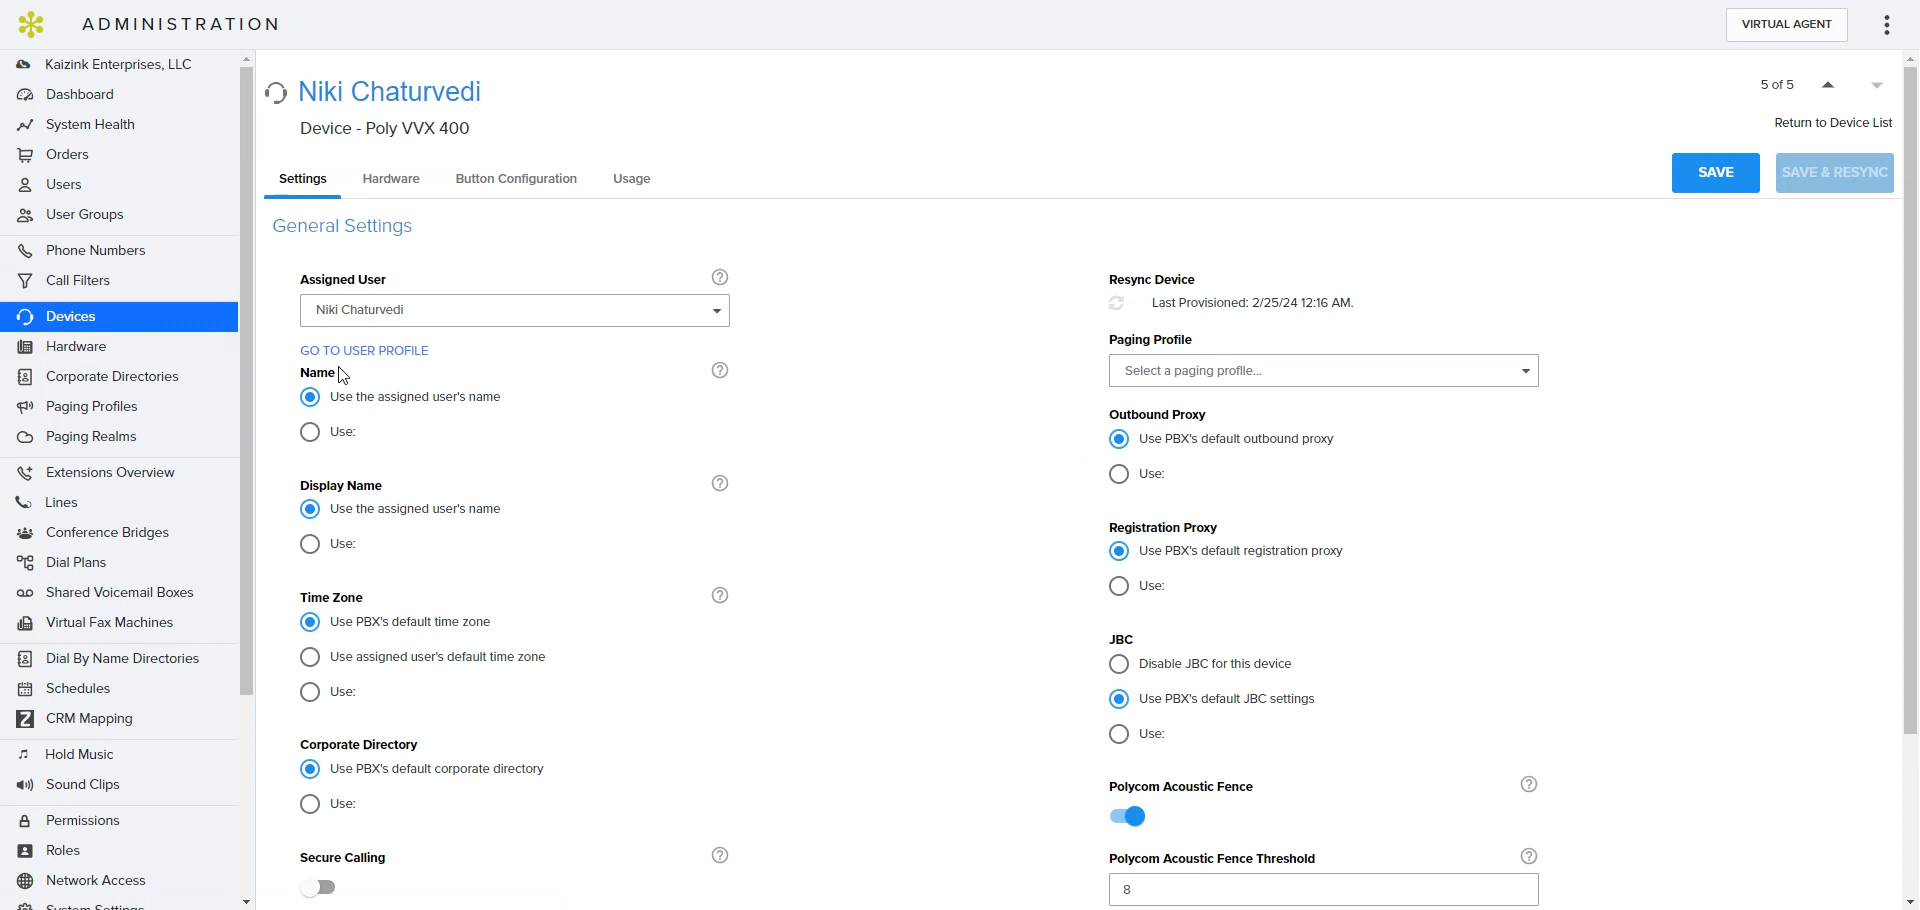 ADMINISTRATION
VIRTUAL AGENT
Kaizink Enterprises, LLC
Dashboard
System Health
Orders
Users
User Groups
Phone Numbers
Call Filters
Devices
Hardware
Corporate Directories
Paging Profiles
Paging Realms
Extensions Overview
Lines
Conference Bridges
Dial Plans
Shared Voicemail Boxes
Virtual Fax Machines
Dial By Name Directories
Schedules
CRM Mapping
Hold Music
Sound Clips
Permissions
Roles
Network Access
System Settings
Niki Chaturvedi
Device - Poly VVX 400
5 of 5
Return to Device List
Settings
Hardware
Button Configuration
Usage
SAVE
SAVE & RESYNC
General Settings
Assigned User
Niki Chaturvedi
GO TO USER PROFILE
Name
Use the assigned user's name
Use:
Display Name
Use the assigned user's name
Use:
Time Zone
Use PBX's default time zone
Use assigned user's default time zone
Use:
Corporate Directory
Use PBX's default corporate directory
Use:
Secure Calling
Resync Device
Last Provisioned: 2/25/24 12:16 AM.
Paging Profile
Select a paging profile...
Outbound Proxy
Use PBX's default outbound proxy
Use:
Registration Proxy
Use PBX's default registration proxy
Use:
JBC
Disable JBC for this device
Use PBX's default JBC settings
Use:
Polycom Acoustic Fence
Polycom Acoustic Fence Threshold
8